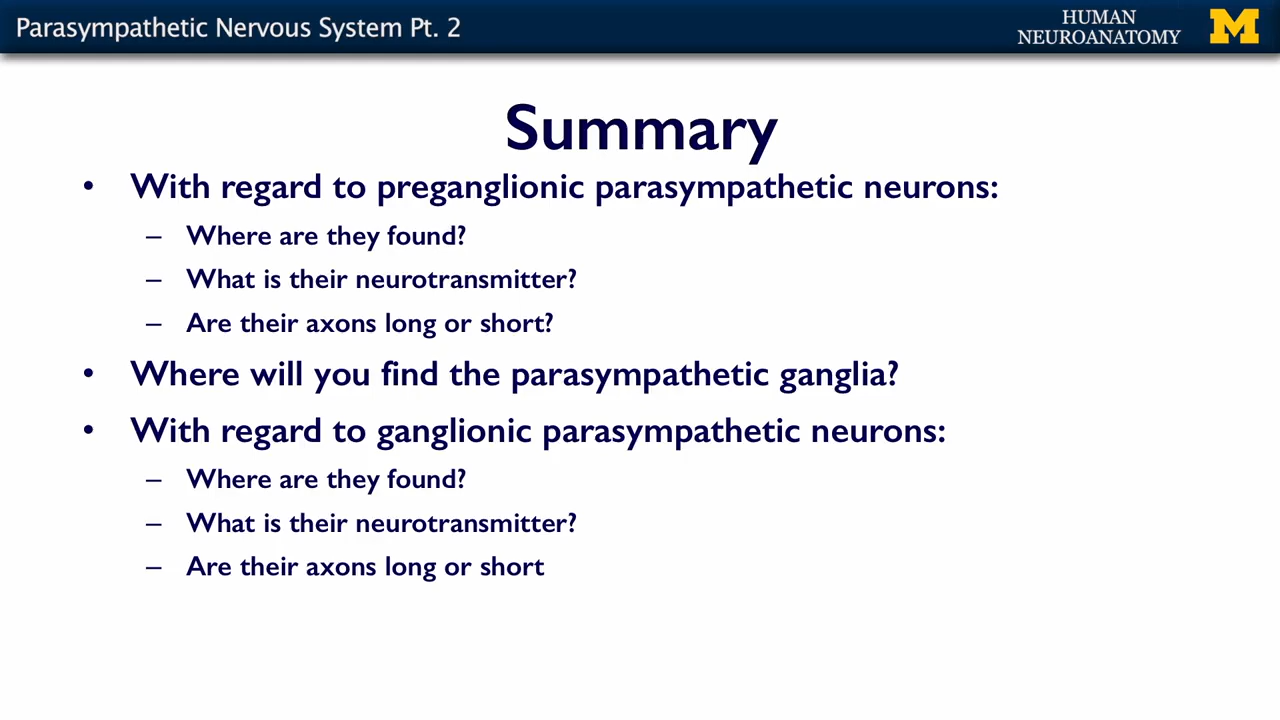 Parasympathetic Nervous System Pt. 2
HUMAN
NEUROANATOMY
M
Summary
• With regard to preganglionic parasympathetic neurons:
– Where are they found?
– What is their neurotransmitter?
– Are their axons long or short?
• Where will you find the parasympathetic ganglia?
• With regard to ganglionic parasympathetic neurons:
– Where are they found?
– What is their neurotransmitter?
– Are their axons long or short